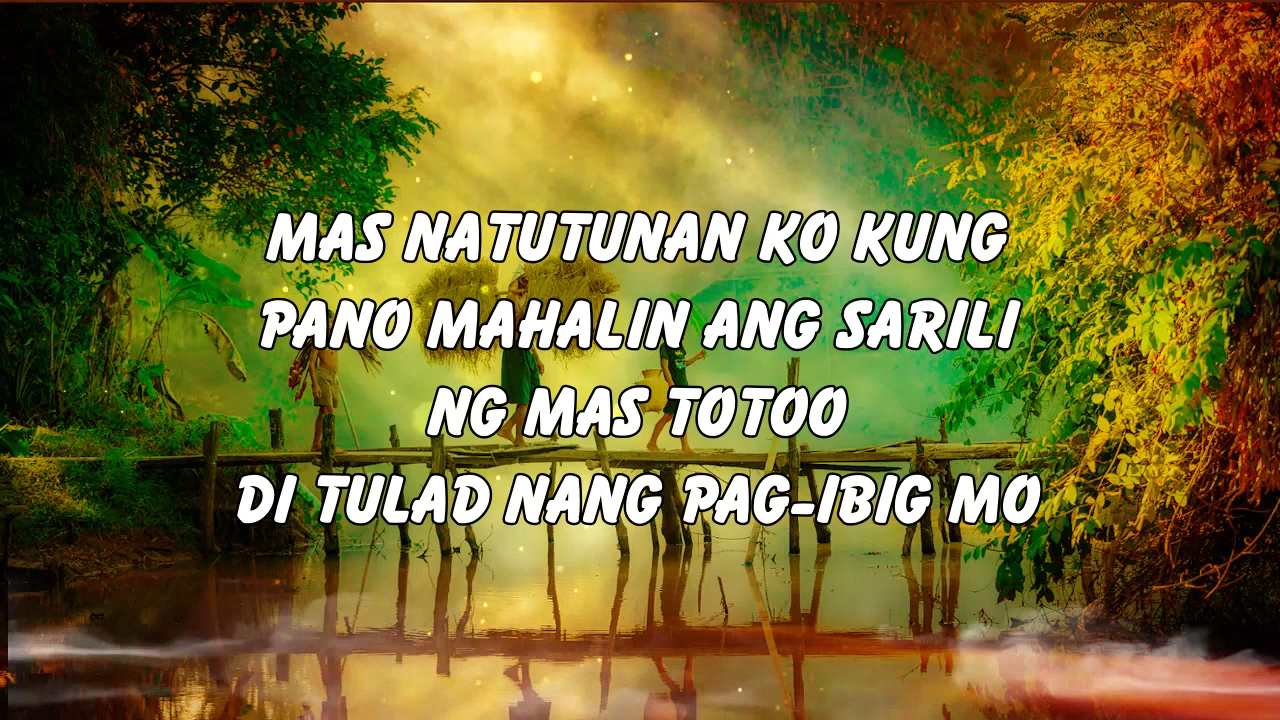 MAS NATUTUNAN KO KUNG
PANO MAHALIN ANG SARILI
NG MAS TOTOO
DI TULAD NANG PAG-IBIG MO